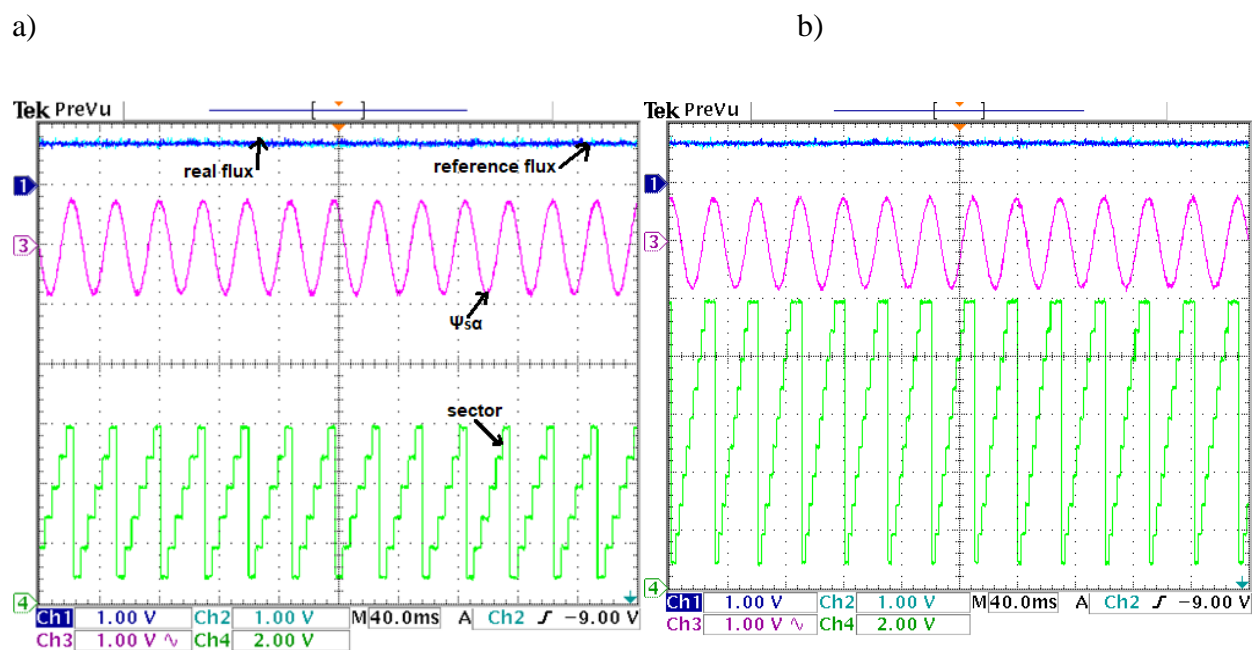 a) b)
Tek PreVu
real flux
reference flux
1
3
Ψsα
sector
4
Ch1 1.00 V Ch2 1.00 V M 40.0ms A Ch2 ∫ −9.00 V
Ch3 1.00 V ∿ Ch4 2.00 V
Tek PreVu
1
3
4
Ch1 1.00 V Ch2 1.00 V M 40.0ms A Ch2 ∫ −9.00 V
Ch3 1.00 V ∿ Ch4 2.00 V